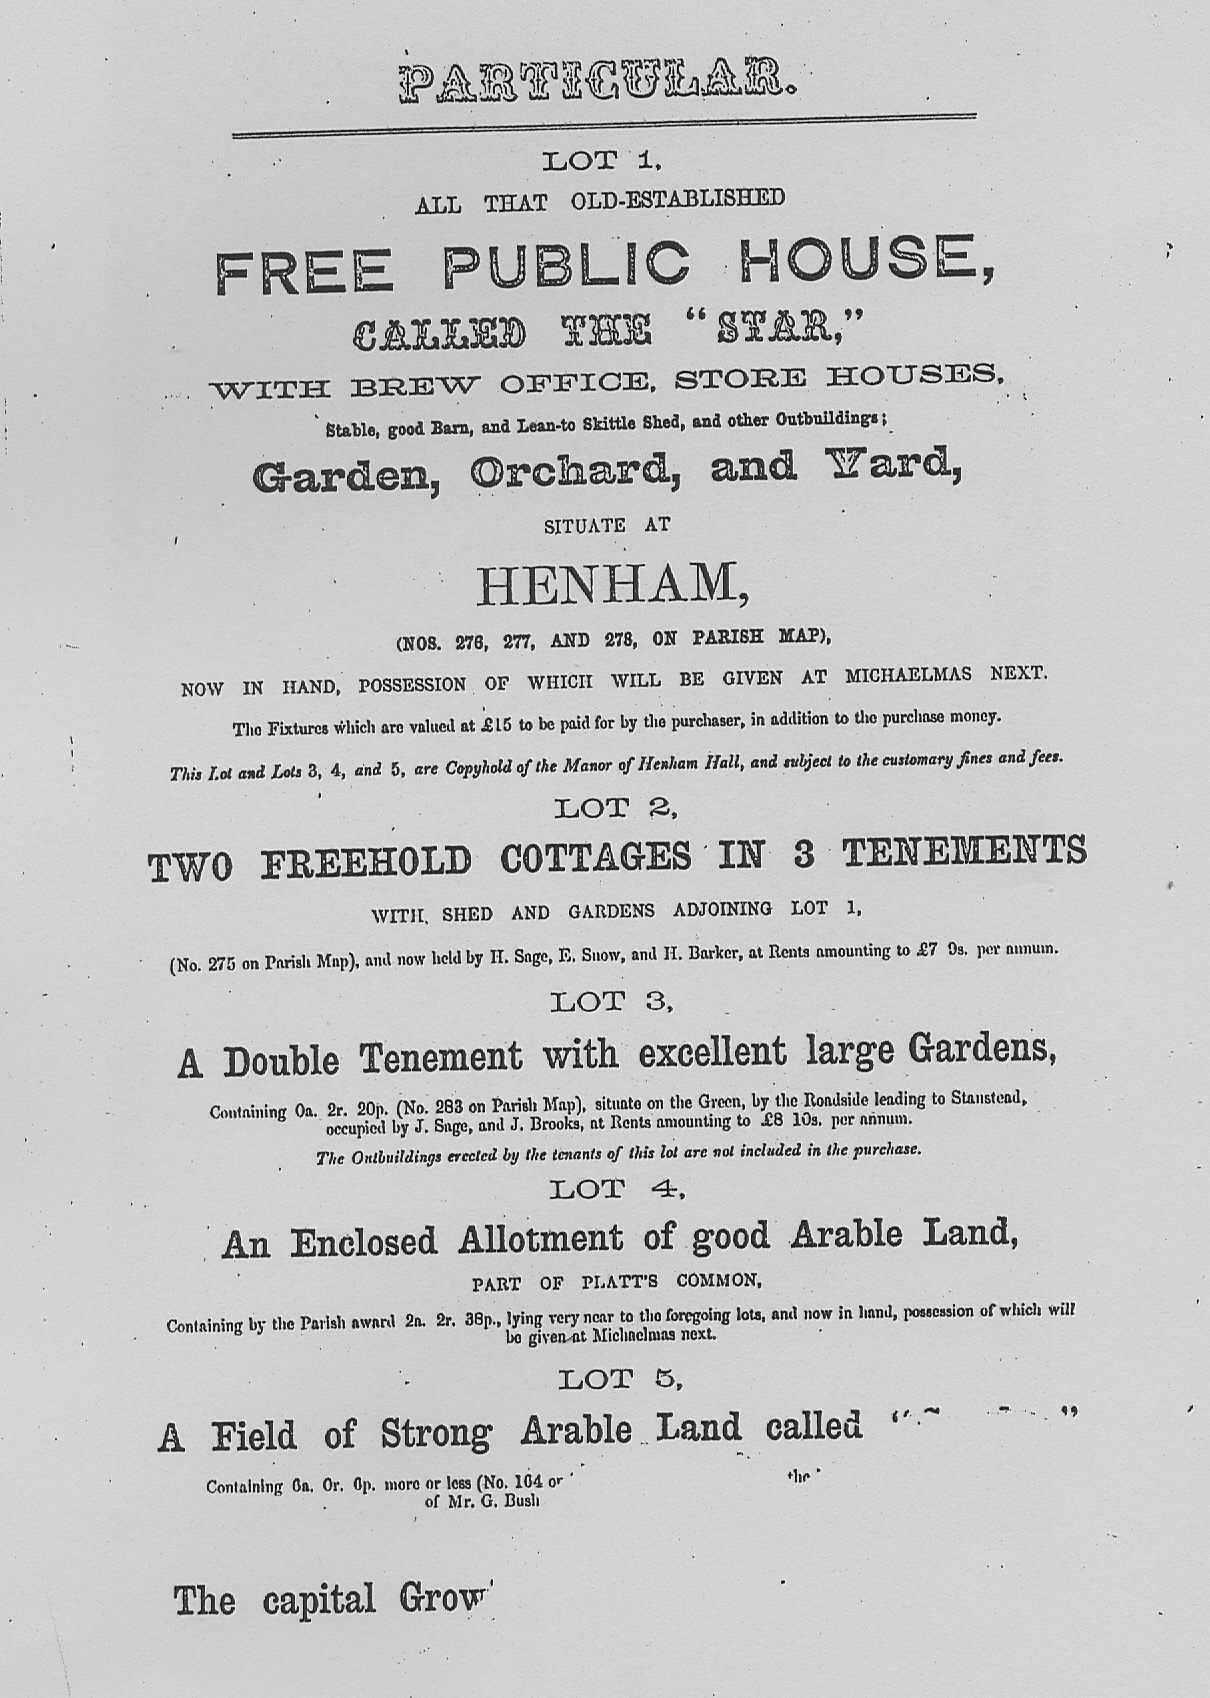 PARTICULAR.
LOT 1,
ALL THAT OLD-ESTABLISHED
FREE PUBLIC HOUSE,
CALLED THE "STAR,"
WITH BREW OFFICE, STORE HOUSES,
Stable, good Barn, and Lean-to Skittle Shed, and other Outbuildings;
Garden, Orchard, and Yard,
SITUATE AT
HENHAM,
(NOS. 276, 277, AND 278, ON PARISH MAP),
NOW IN HAND, POSSESSION OF WHICH WILL BE GIVEN AT MICHAELMAS NEXT.
The Fixtures which are valued at £15 to be paid for by the purchaser, in addition to the purchase money.
This Lot and Lots 3, 4, and 5, are Copyhold of the Manor of Henham Hall, and subject to the customary fines and fees.
LOT 2,
TWO FREEHOLD COTTAGES IN 3 TENEMENTS
WITH SHED AND GARDENS ADJOINING LOT 1,
(No. 275 on Parish Map), and now held by H. Sage, E. Snow, and H. Barker, at Rents amounting to £7 9s. per annum.
LOT 3,
A Double Tenement with excellent large Gardens,
Containing 0a. 2r. 20p. (No. 283 on Parish Map), situate on the Green, by the Roadside leading to Stanstead,
occupied by J. Sage, and J. Brooks, at Rents amounting to £8 10s. per annum.
The Outbuildings erected by the tenants of this lot are not included in the purchase.
LOT 4,
An Enclosed Allotment of good Arable Land,
PART OF PLATT'S COMMON,
Containing by the Parish award 2a. 2r. 38p., lying very near to the foregoing lots, and now in hand, possession of which will
be given at Michaelmas next.
LOT 5,
A Field of Strong Arable Land called
Containing 6a. 0r. 0p. more or less (No. 164 or the
of Mr. G. Bush
The capital Grow